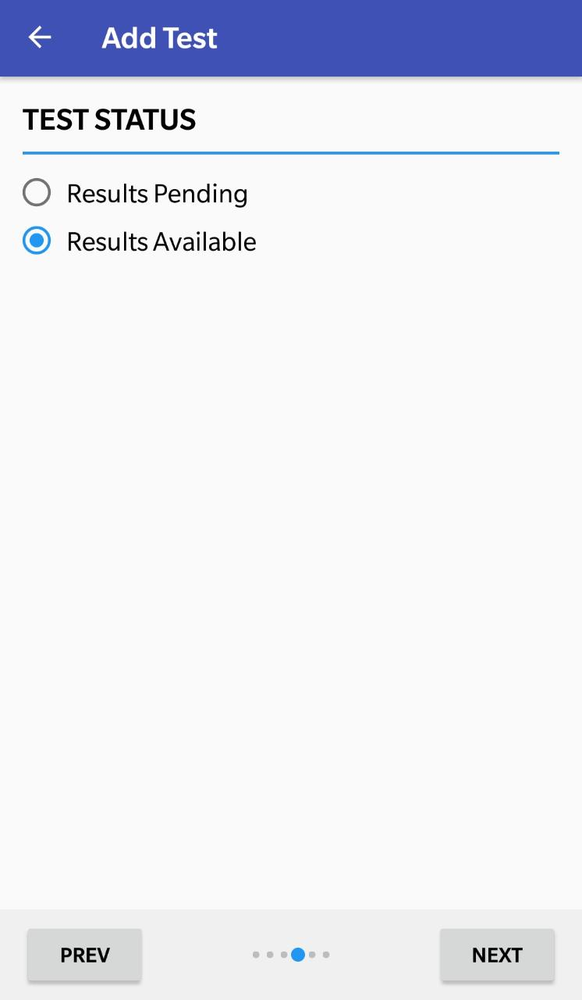 Add Test
TEST STATUS
Results Pending
Results Available
PREV
NEXT